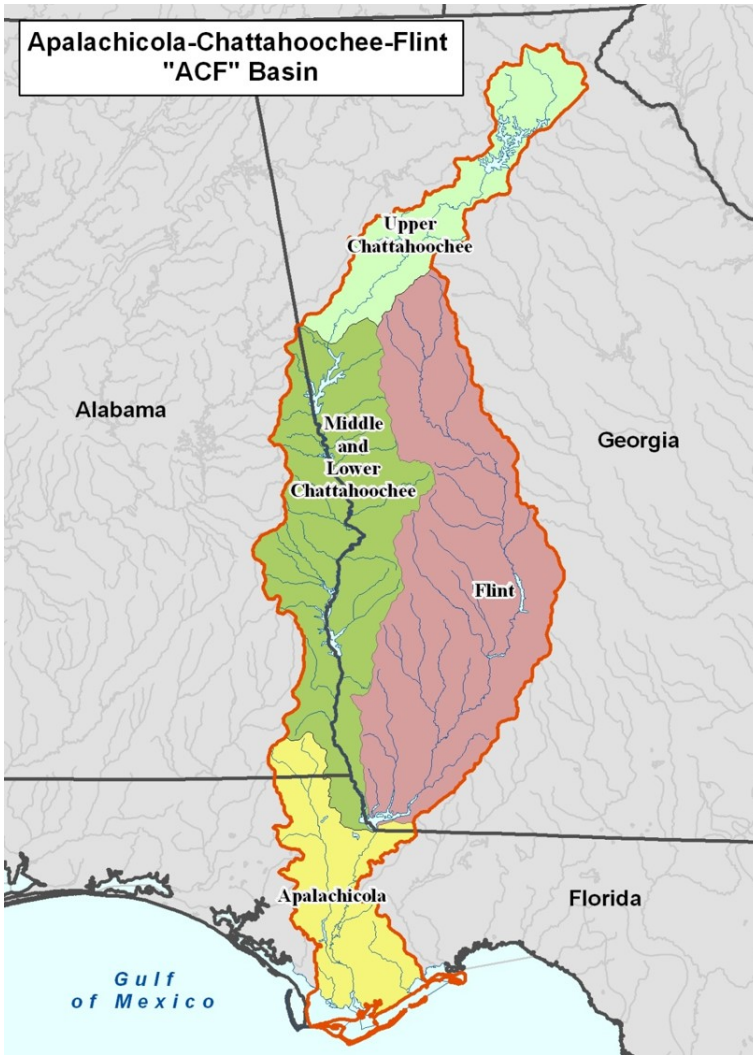 Apalachicola-Chattahoochee-Flint
"ACF" Basin
Upper
Chattahoochee
Alabama
Middle
and
Lower
Chattahoochee
Georgia
Flint
Apalachicola
Florida
Gulf
of Mexico